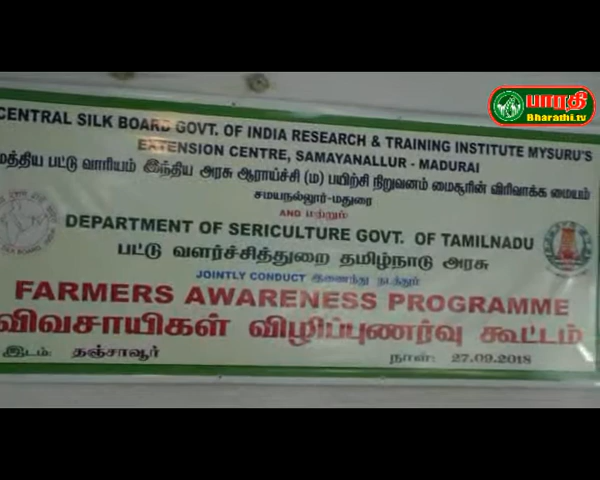 பாரதி
Bharathi.tv
CENTRAL SILK BOARD GOVT. OF INDIA RESEARCH & TRAINING INSTITUTE MYSURU'S
EXTENSION CENTRE, SAMAYANALLUR - MADURAI
மத்திய பட்டு வாரியம் இந்திய அரசு ஆராய்ச்சி (ம) பயிற்சி நிறுவனம் மைசூரின் விரிவாக்க மையம்
சமயநல்லூர்-மதுரை
AND மற்றும்
DEPARTMENT OF SERICULTURE GOVT. OF TAMILNADU
பட்டு வளர்ச்சித்துறை தமிழ்நாடு அரசு
JOINTLY CONDUCT இணைந்து நடத்தும்
FARMERS AWARENESS PROGRAMME
விவசாயிகள் விழிப்புணர்வு கூட்டம்
இடம்: தஞ்சாவூர் நாள்: 27.09.2018